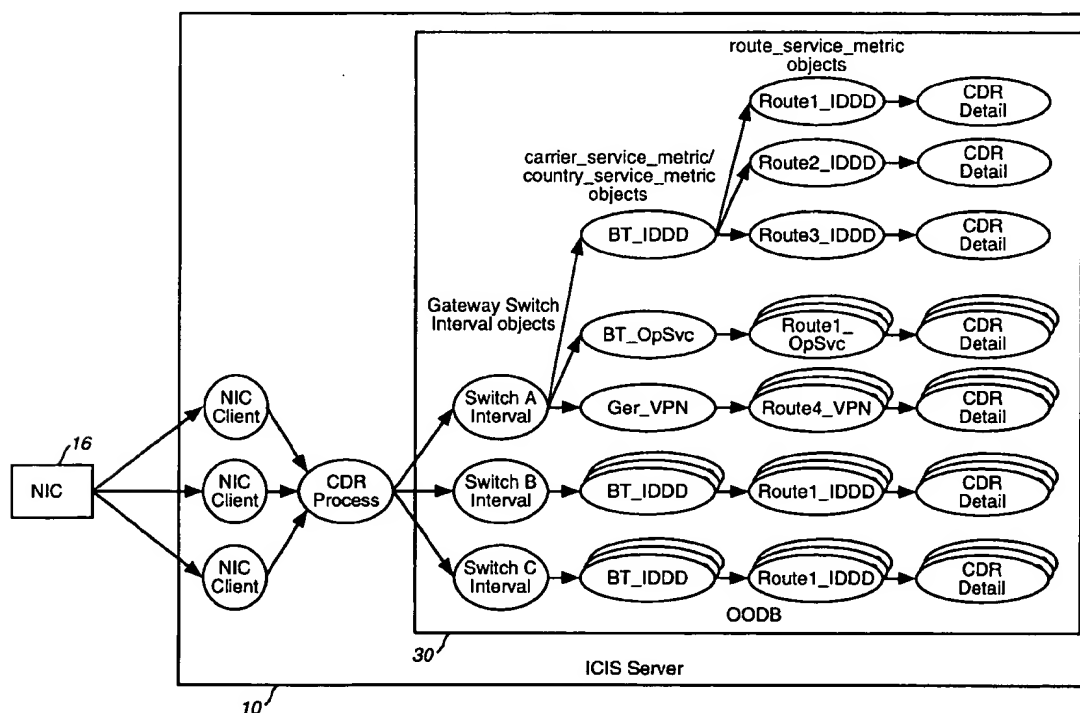 route_service_metric
objects
Route1_IDDD
CDR
Detail
carrier_service_metric/
country_service_metric
objects
Route2_IDDD
CDR
Detail
BT_IDDD
Route3_IDDD
CDR
Detail
Gateway Switch
Interval objects
BT_OpSvc
Route1_
OpSvc
CDR
Detail
NIC
Client
Switch A
Interval
Ger_VPN
Route4_VPN
CDR
Detail
16
NIC
NIC
Client
CDR
Process
Switch B
Interval
BT_IDDD
Route1_IDDD
CDR
Detail
NIC
Client
Switch C
Interval
BT_IDDD
Route1_IDDD
CDR
Detail
OODB
30
ICIS Server
10